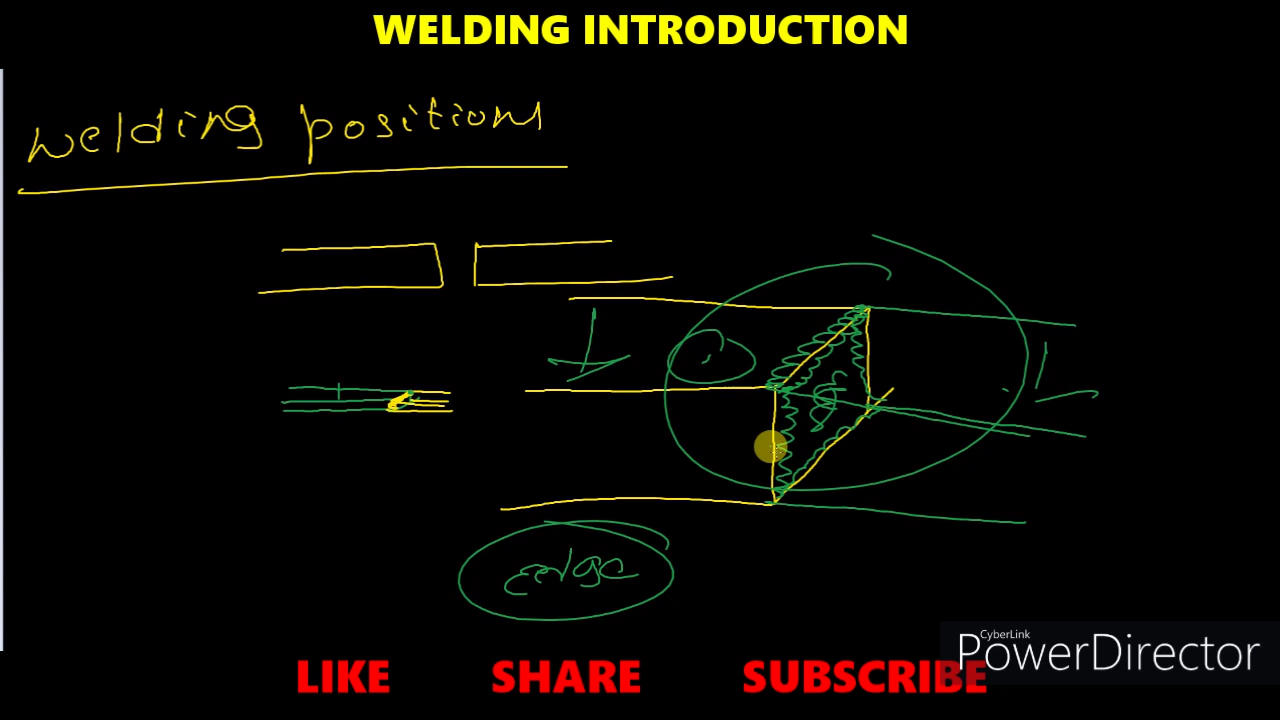 WELDING INTRODUCTION
welding positions
edge
CyberLink
PowerDirector
LIKE SHARE SUBSCRIBE